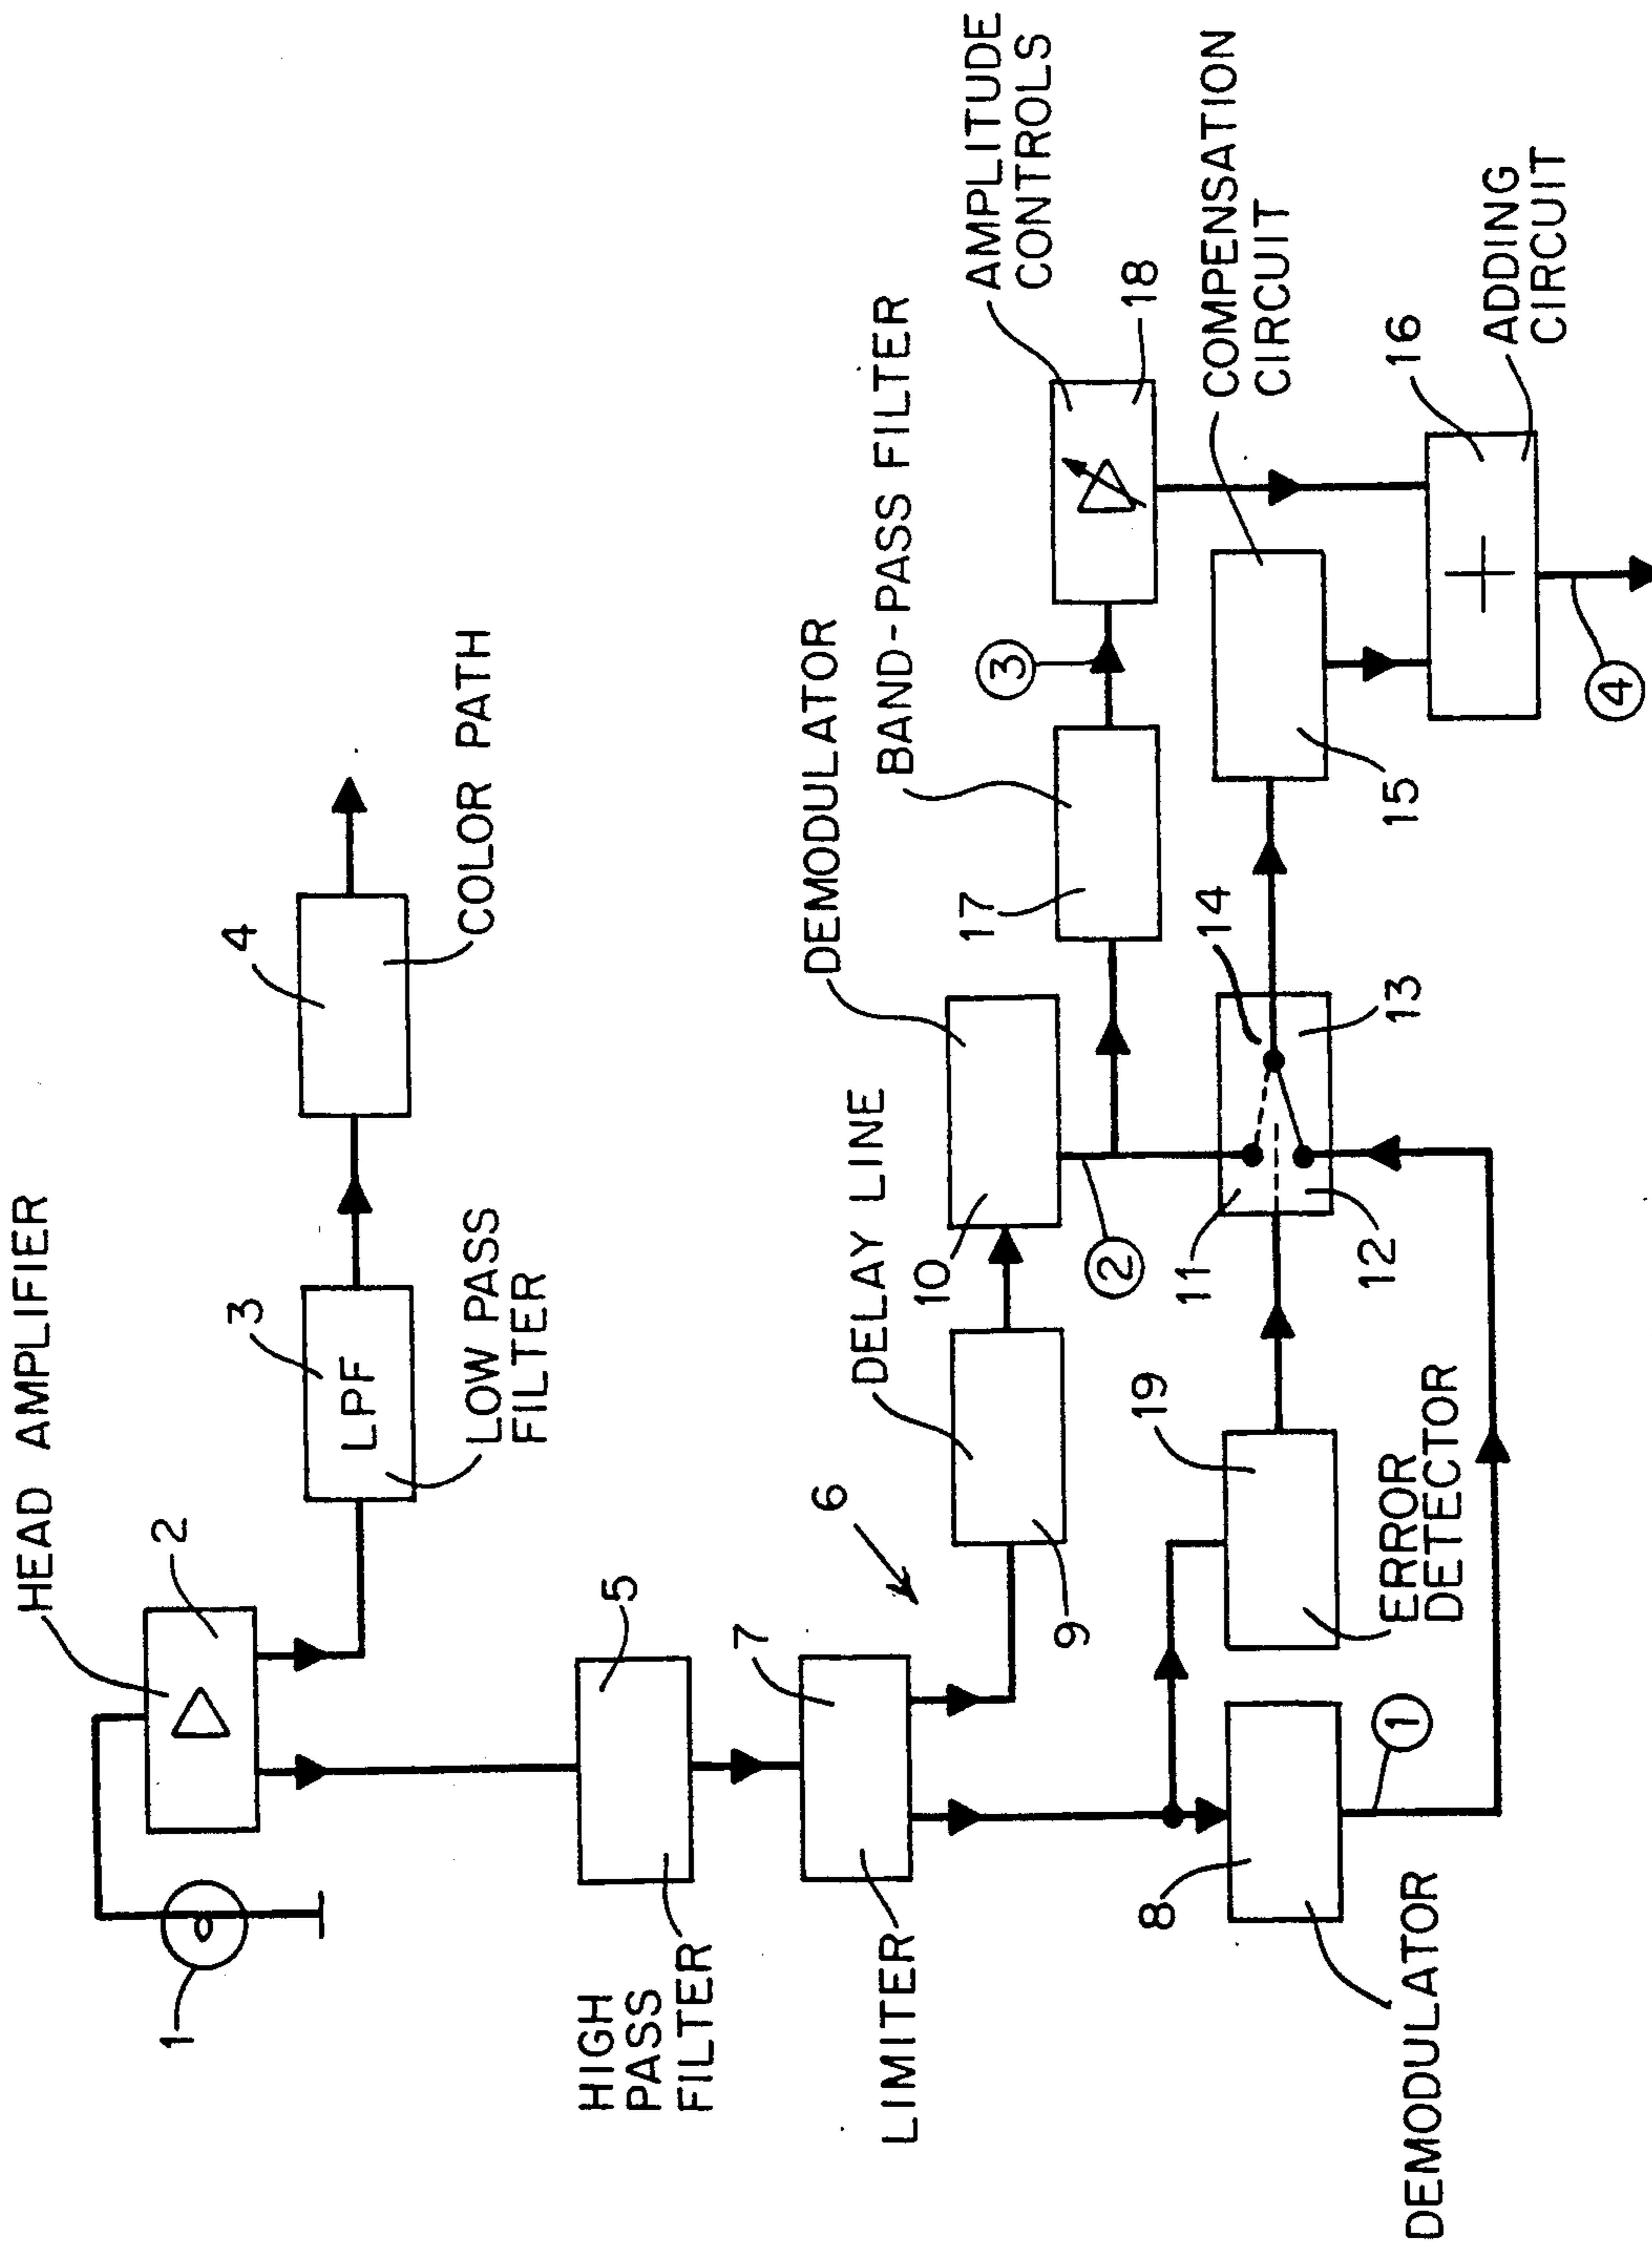 HEAD AMPLIFIER
1
2
3
LPF
LOW PASS
FILTER
4
COLOR PATH
HIGH
PASS
FILTER
5
6
LIMITER
7
DELAY LINE
9
DEMODULATOR
10
BAND-PASS FILTER
17
3
AMPLITUDE
CONTROLS
18
2
8
DEMODULATOR
1
19
ERROR
DETECTOR
11
12
13
14
15
COMPENSATION
CIRCUIT
16
ADDING
CIRCUIT
4